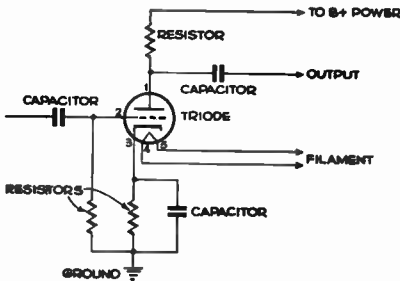 TO B+ POWER
RESISTOR
1
CAPACITOR
OUTPUT
CAPACITOR
2
TRIODE
3
4
5
FILAMENT
RESISTORS
CAPACITOR
GROUND